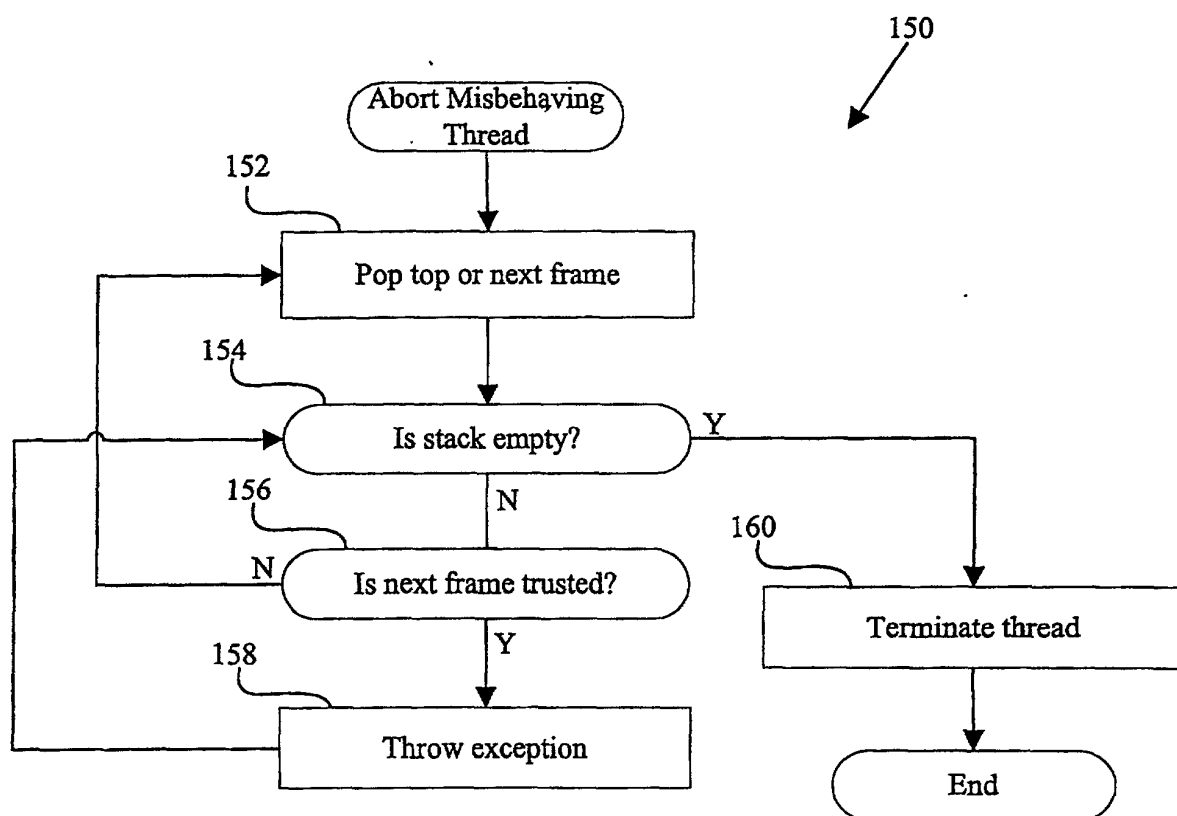 150
Abort Misbehaving
Thread
152
Pop top or next frame
154
Is stack empty?
Y
N
156
N
Is next frame trusted?
160
Terminate thread
Y
158
Throw exception
End